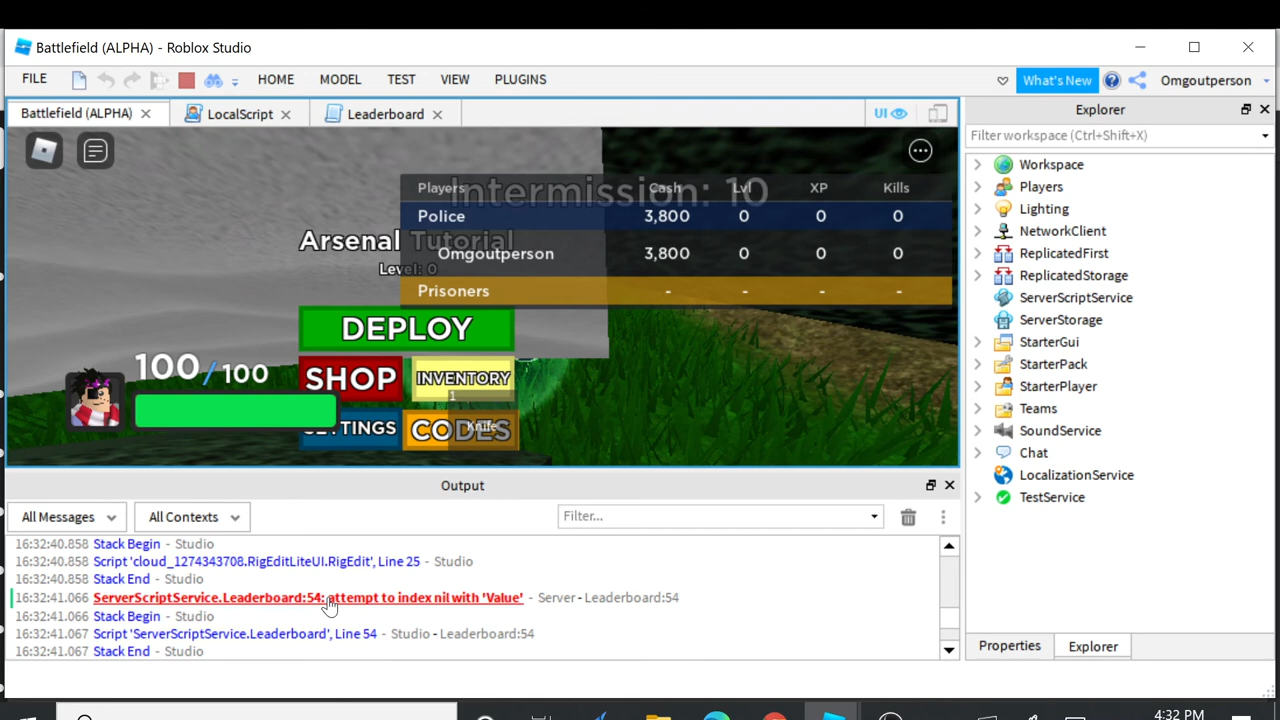 Battlefield (ALPHA) - Roblox Studio
FILE HOME MODEL TEST VIEW PLUGINS What's New Omgoutperson
Battlefield (ALPHA) LocalScript Leaderboard UI
Intermission: 10
Players Cash Lvl XP Kills
Police 3,800 0 0 0
Omgoutperson 3,800 0 0 0
Prisoners - - - -
Arsenal Tutorial
Level: 0
DEPLOY
SHOP INVENTORY
1
SETTINGS CODES
Knife
100/100
Output
All Messages All Contexts Filter...
16:32:40.858 Stack Begin - Studio
16:32:40.858 Script 'cloud_1274343708.RigEditLiteUI.RigEdit', Line 25 - Studio
16:32:40.858 Stack End - Studio
16:32:41.066 ServerScriptService.Leaderboard:54: attempt to index nil with 'Value' - Server - Leaderboard:54
16:32:41.066 Stack Begin - Studio
16:32:41.067 Script 'ServerScriptService.Leaderboard', Line 54 - Studio - Leaderboard:54
16:32:41.067 Stack End - Studio
Explorer
Filter workspace (Ctrl+Shift+X)
Workspace
Players
Lighting
NetworkClient
ReplicatedFirst
ReplicatedStorage
ServerScriptService
ServerStorage
StarterGui
StarterPack
StarterPlayer
Teams
SoundService
Chat
LocalizationService
TestService
Properties Explorer
4:32 PM